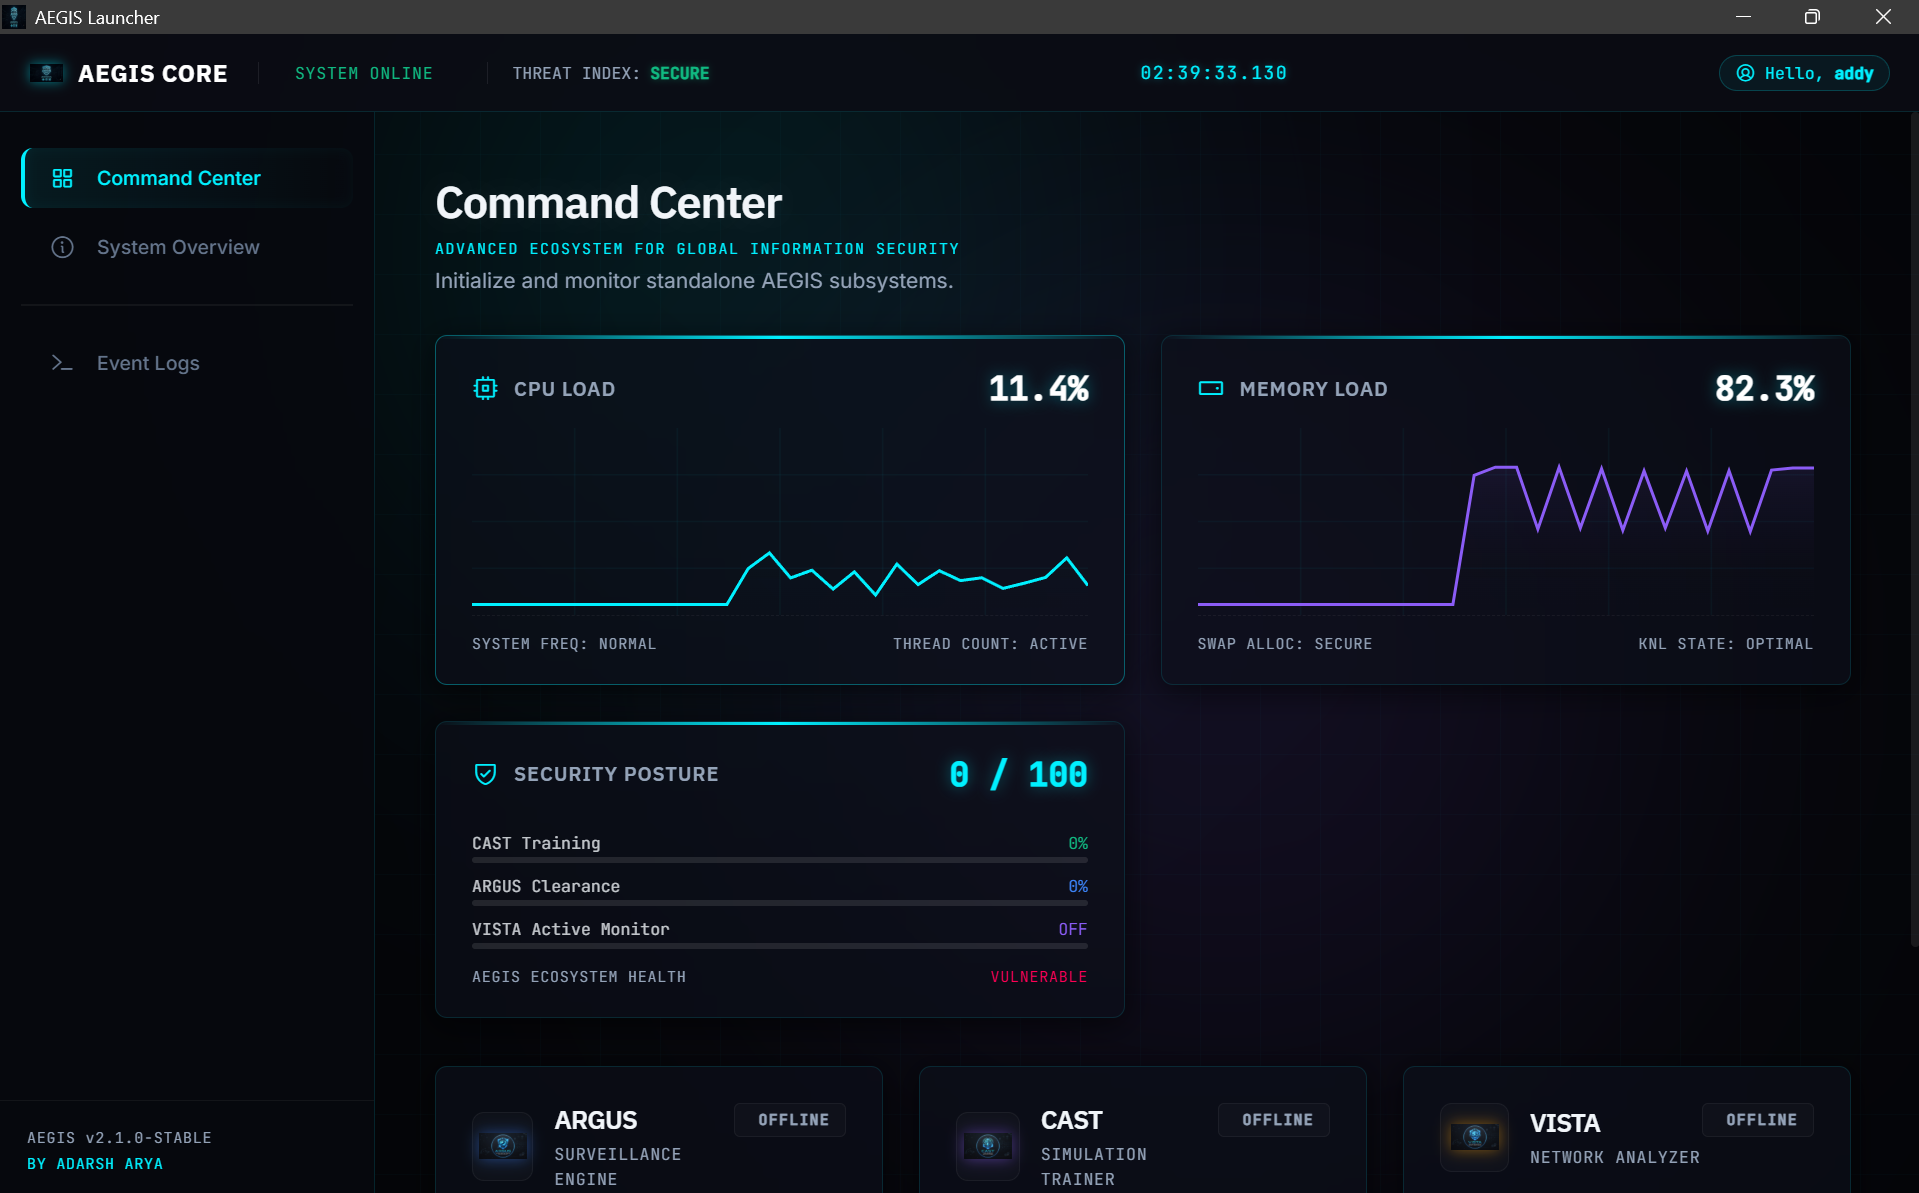 AEGIS Launcher
AEGIS CORE
SYSTEM ONLINE
THREAT INDEX: SECURE
02:39:33.130
Hello, addy
Command Center
System Overview
Event Logs
Command Center
ADVANCED ECOSYSTEM FOR GLOBAL INFORMATION SECURITY
Initialize and monitor standalone AEGIS subsystems.
CPU LOAD
11.4%
SYSTEM FREQ: NORMAL
THREAD COUNT: ACTIVE
MEMORY LOAD
82.3%
SWAP ALLOC: SECURE
KNL STATE: OPTIMAL
SECURITY POSTURE
0 / 100
CAST Training
0%
ARGUS Clearance
0%
VISTA Active Monitor
OFF
AEGIS ECOSYSTEM HEALTH
VULNERABLE
ARGUS
SURVEILLANCE
ENGINE
OFFLINE
CAST
SIMULATION
TRAINER
OFFLINE
VISTA
NETWORK ANALYZER
OFFLINE
AEGIS v2.1.0-STABLE
BY ADARSH ARYA